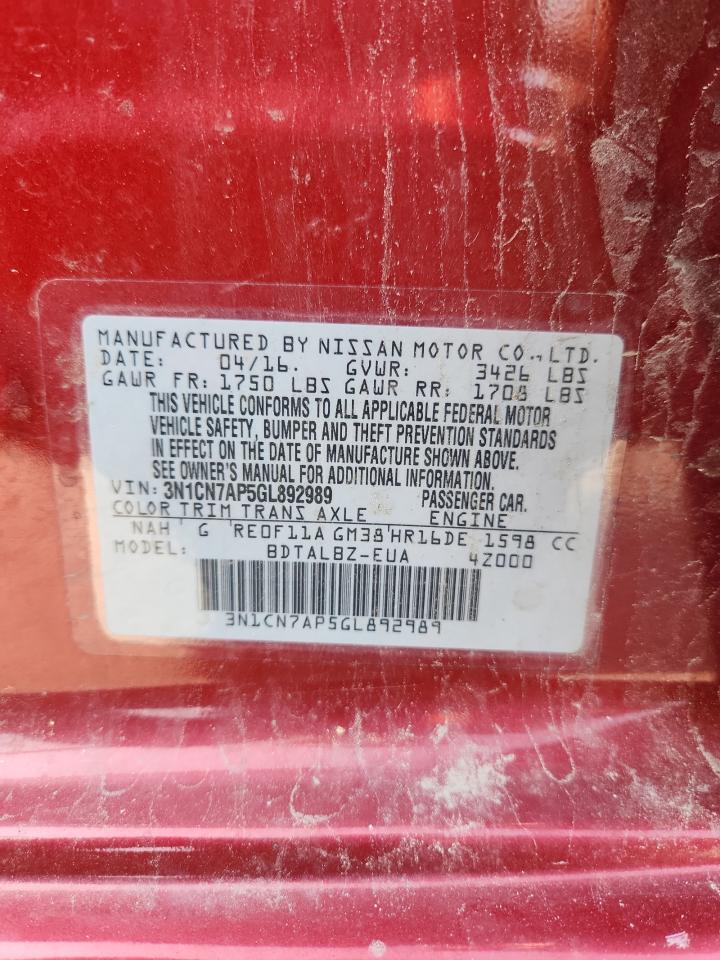 MANUFACTURED BY NISSAN MOTOR CO.,LTD.
DATE: 04/16. GVWR: 3426 LBS
GAWR FR: 1750 LBS GAWR RR: 1708 LBS
THIS VEHICLE CONFORMS TO ALL APPLICABLE FEDERAL MOTOR
VEHICLE SAFETY, BUMPER AND THEFT PREVENTION STANDARDS
IN EFFECT ON THE DATE OF MANUFACTURE SHOWN ABOVE.
SEE OWNER'S MANUAL FOR ADDITIONAL INFORMATION.
VIN: 3N1CN7AP5GL892989 PASSENGER CAR.
COLOR TRIM TRANS AXLE ENGINE
NAH G RE0F11A GM38 HR16DE 1598 CC
MODEL: BDTALBZ-EUA 4Z000
3N1CN7AP5GL892989